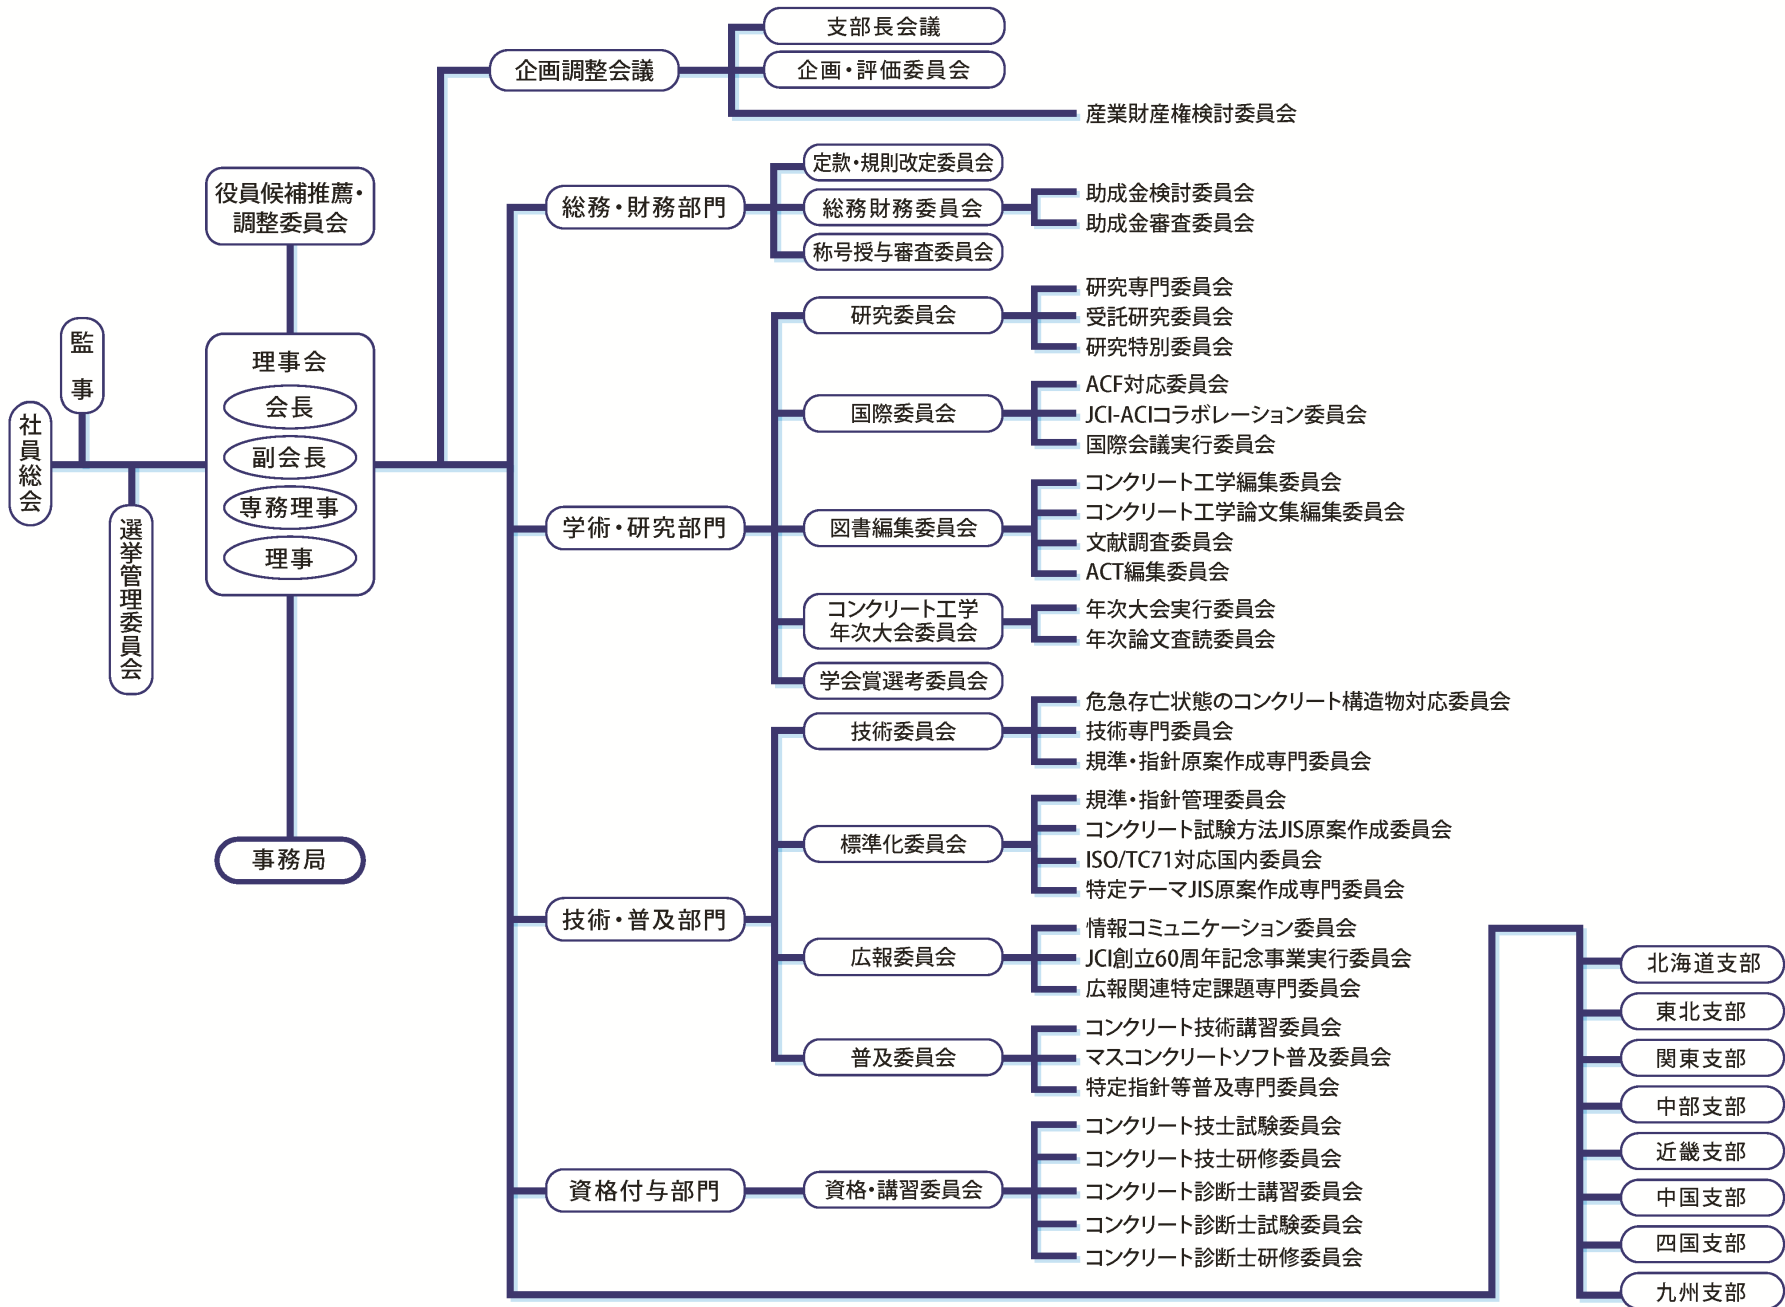 支部長会議
企画調整会議
企画・評価委員会
産業財産権検討委員会
役員候補推薦・
調整委員会
定款・規則改定委員会
総務・財務部門
総務財務委員会
助成金検討委員会
助成金審査委員会
称号授与審査委員会
監事
社員総会
選挙管理委員会
理事会
会長
副会長
専務理事
理事
事務局
学術・研究部門
研究委員会
研究専門委員会
受託研究委員会
研究特別委員会
国際委員会
ACF対応委員会
JCI-ACIコラボレーション委員会
国際会議実行委員会
図書編集委員会
コンクリート工学編集委員会
コンクリート工学論文集編集委員会
文献調査委員会
ACT編集委員会
コンクリート工学
年次大会委員会
年次大会実行委員会
年次論文査読委員会
学会賞選考委員会
技術・普及部門
技術委員会
危急存亡状態のコンクリート構造物対応委員会
技術専門委員会
規準・指針原案作成専門委員会
標準化委員会
規準・指針管理委員会
コンクリート試験方法JIS原案作成委員会
ISO/TC71対応国内委員会
特定テーマJIS原案作成専門委員会
広報委員会
情報コミュニケーション委員会
JCI創立60周年記念事業実行委員会
広報関連特定課題専門委員会
普及委員会
コンクリート技術講習委員会
マスコンクリートソフト普及委員会
特定指針等普及専門委員会
資格付与部門
資格・講習委員会
コンクリート技士試験委員会
コンクリート技士研修委員会
コンクリート診断士講習委員会
コンクリート診断士試験委員会
コンクリート診断士研修委員会
北海道支部
東北支部
関東支部
中部支部
近畿支部
中国支部
四国支部
九州支部